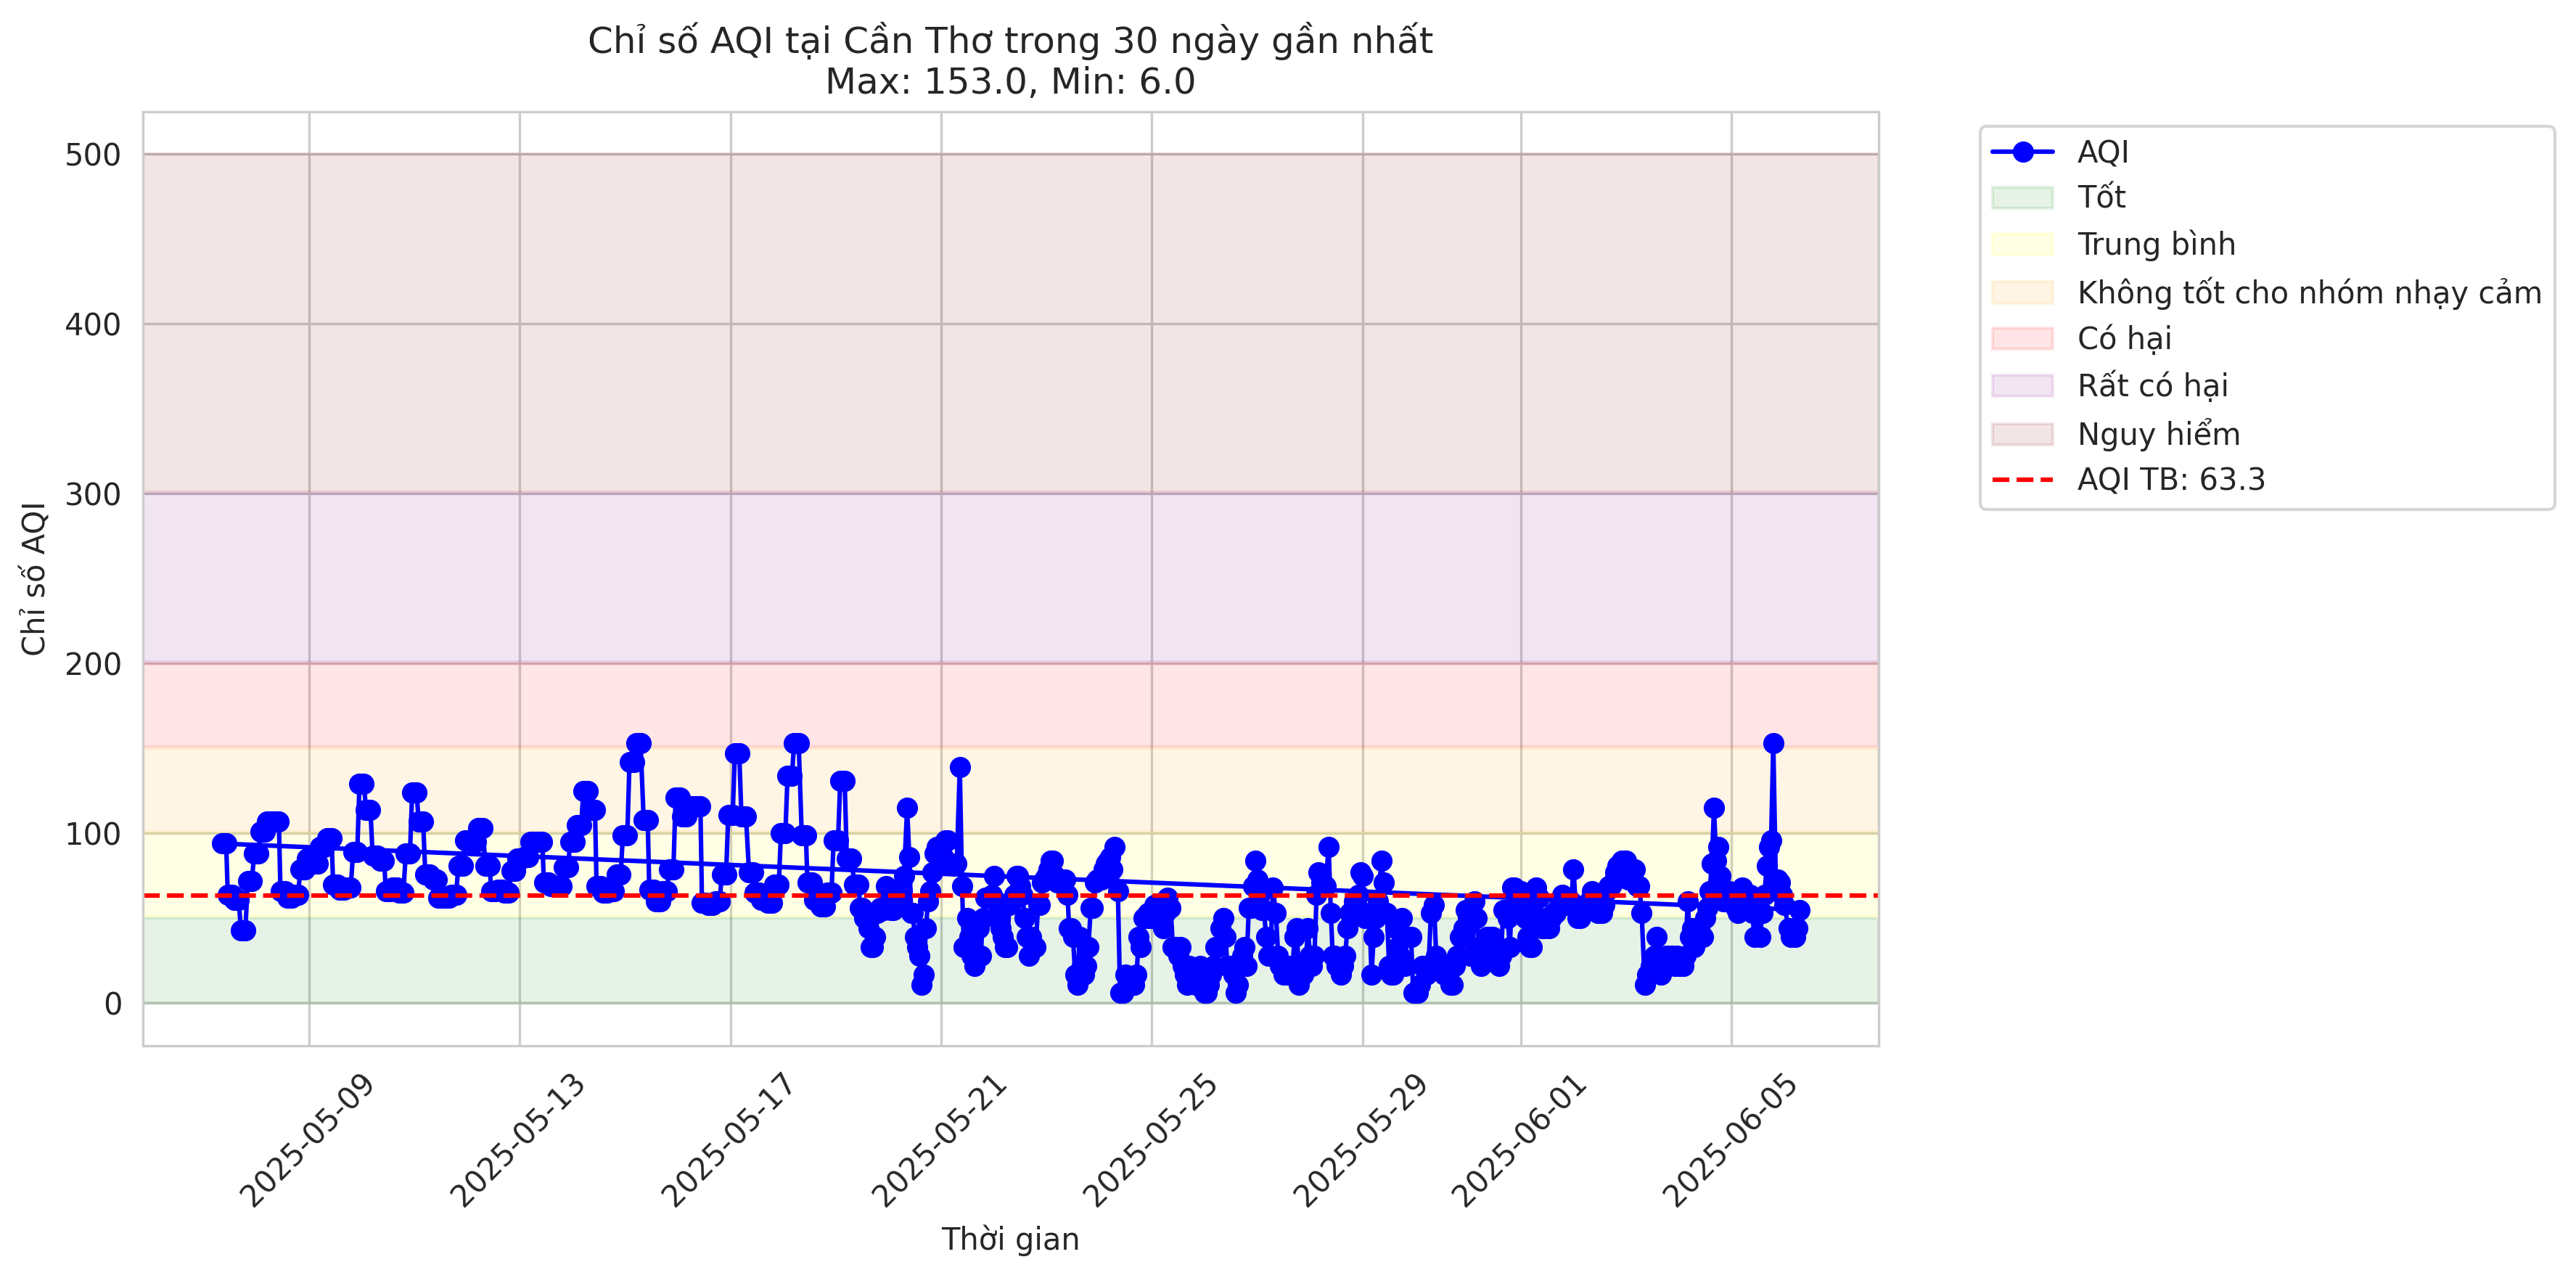 Chỉ số AQI tại Cần Thơ trong 30 ngày gần nhất
Max: 153.0, Min: 6.0
Chỉ số AQI
500
400
300
200
100
0
2025-05-09
2025-05-13
2025-05-17
2025-05-21
2025-05-25
2025-05-29
2025-06-01
2025-06-05
Thời gian
AQI
Tốt
Trung bình
Không tốt cho nhóm nhạy cảm
Có hại
Rất có hại
Nguy hiểm
AQI TB: 63.3